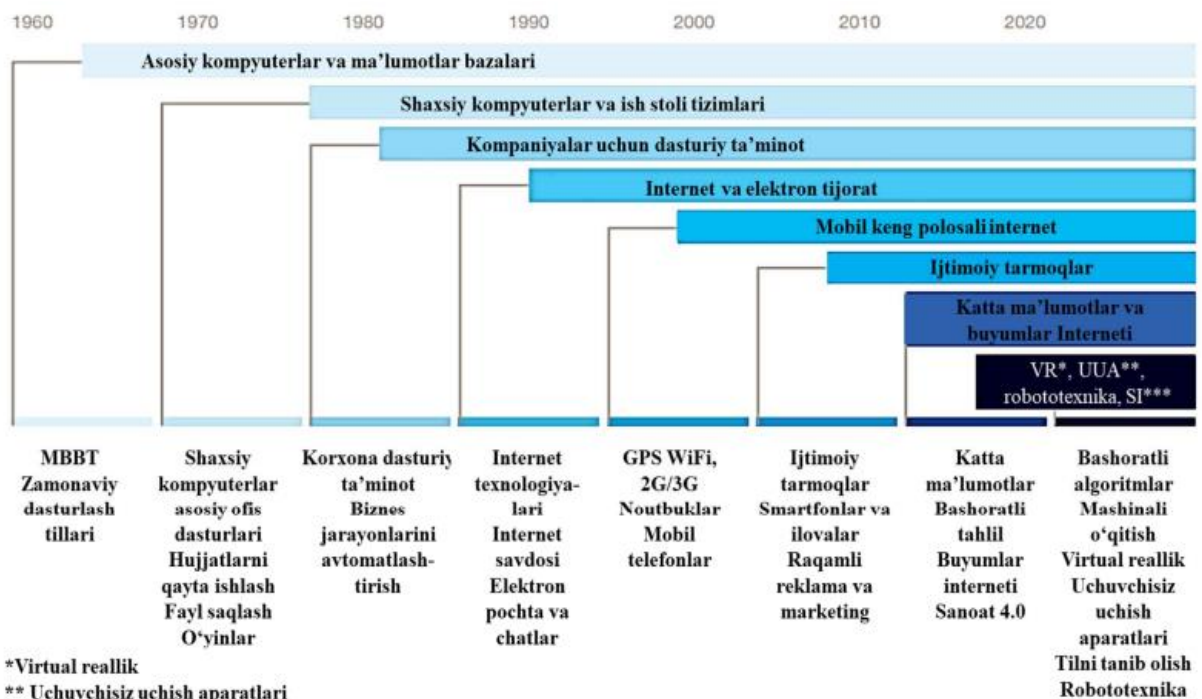 1960 1970 1980 1990 2000 2010 2020
Asosiy kompyuterlar va ma’lumotlar bazalari
Shaxsiy kompyuterlar va ish stoli tizimlari
Kompaniyalar uchun dasturiy ta’minot
Internet va elektron tijorat
Mobil keng polosali internet
Ijtimoiy tarmoqlar
Katta ma’lumotlar va
buyumlar Interneti
VR*, UUA**,
robototexnika, SI***
MBBT
Zamonaviy
dasturlash
tillari
Shaxsiy
kompyuterlar
asosiy ofis
dasturlari
Hujjatlarni
qayta ishlash
Fayl saqlash
O‘yinlar
Korxona dasturiy
ta’minot
Biznes
jarayonlarini
avtomatlash-
tirish
Internet
texnologiya-
lari
Internet
savdosi
Elektron
pochta va
chatlar
GPS WiFi,
2G/3G
Noutbuklar
Mobil
telefonlar
Ijtimoiy
tarmoqlar
Smartfonlar va
ilovalar
Raqamli
reklama va
marketing
Katta
ma’lumotlar
Bashoratli
tahlil
Buyumlar
interneti
Sanoat 4.0
Bashoratli
algoritmlar
Mashinali
o‘qitish
Virtual reallik
Uchuvchisiz
uchish
aparatlari
Tilni tanib olish
Robototexnika
*Virtual reallik
** Uchuvchisiz uchish aparatlari